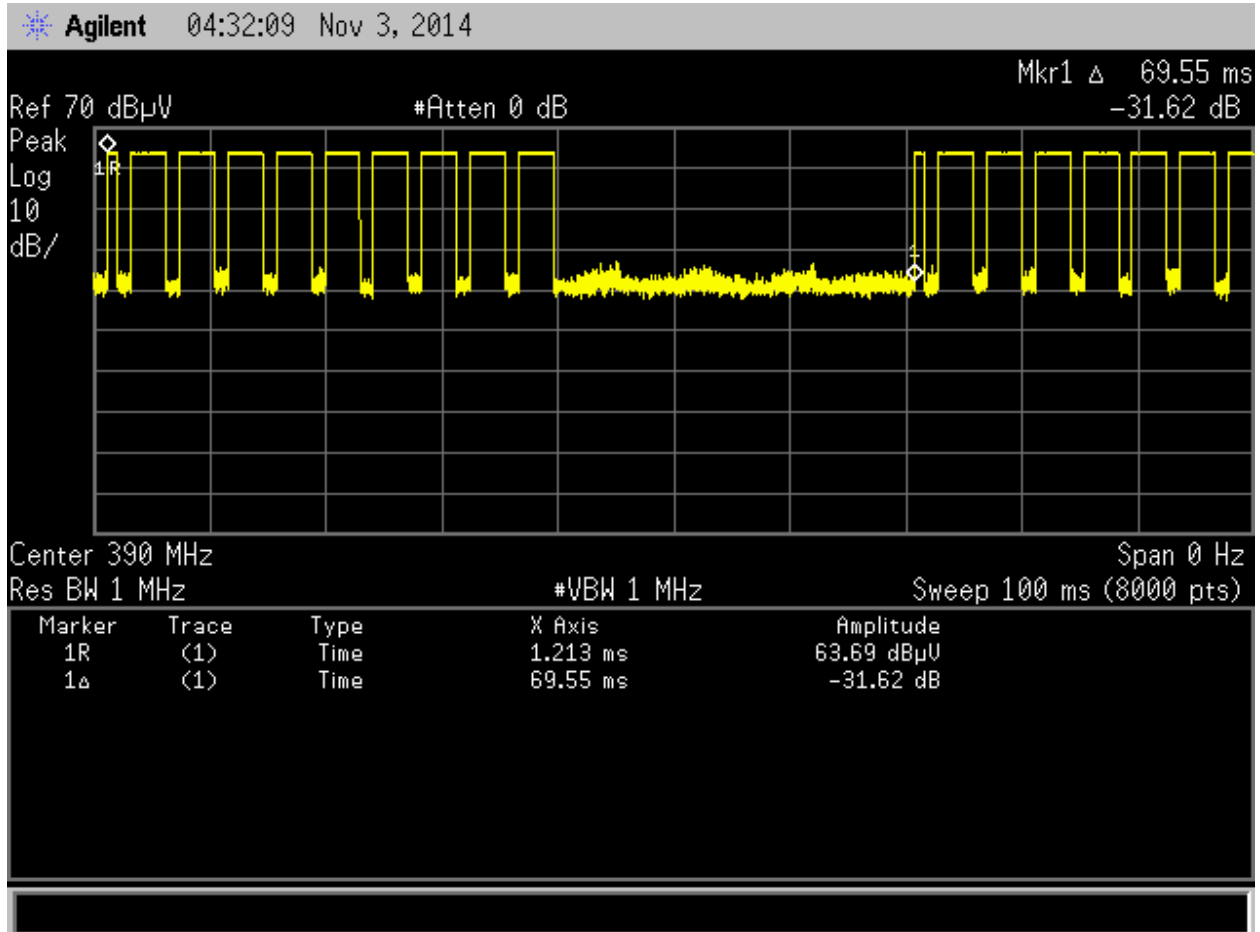 Agilent 04:32:09 Nov 3, 2014
Mkr1 Δ 69.55 ms
Ref 70 dBµV #Atten 0 dB -31.62 dB
Peak
Log
10
dB/
1R
1
Center 390 MHz Span 0 Hz
Res BW 1 MHz #VBW 1 MHz Sweep 100 ms (8000 pts)
Marker Trace Type X Axis Amplitude
1R (1) Time 1.213 ms 63.69 dBµV
1Δ (1) Time 69.55 ms -31.62 dB